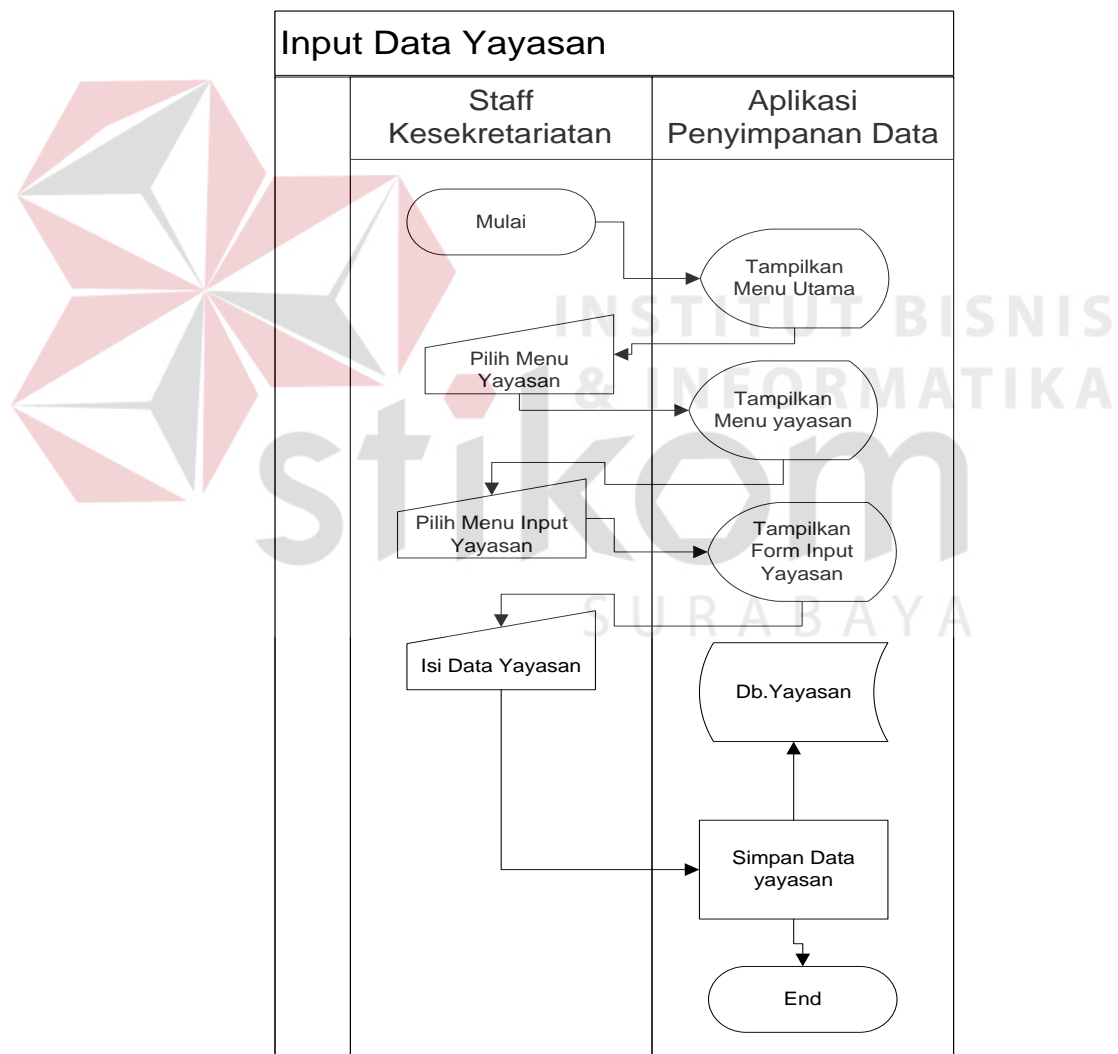 Input Data Yayasan
Staff
Kesekretariatan
Aplikasi
Penyimpanan Data
Mulai
Tampilkan
Menu Utama
Pilih Menu
Yayasan
Tampilkan
Menu yayasan
Pilih Menu Input
Yayasan
Tampilkan
Form Input
Yayasan
Isi Data Yayasan
Db.Yayasan
Simpan Data
yayasan
End
INSTITUT BISNIS
& INFORMATIKA
stikom
SURABAYA